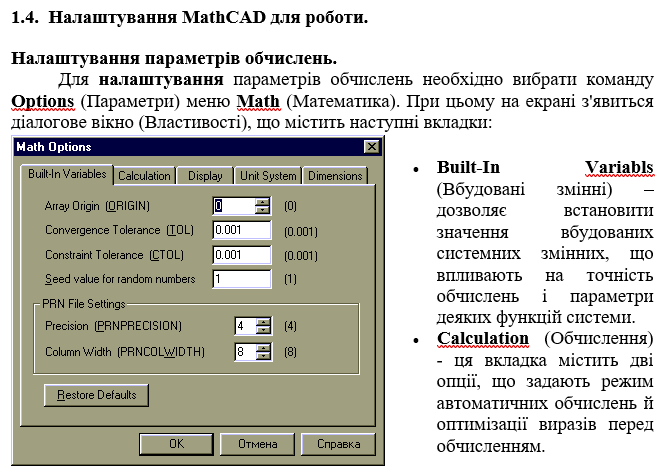 1.4. Налаштування MathCAD для роботи.
Налаштування параметрів обчислень.
Для налаштування параметрів обчислень необхідно вибрати команду
Options (Параметри) меню Math (Математика). При цьому на екрані з'явиться
діалогове вікно (Властивості), що містить наступні вкладки:
Math Options
Built-In Variables Calculation Display Unit System Dimensions
Array Origin (ORIGIN) 0 (0)
Convergence Tolerance (TOL) 0.001 (0.001)
Constraint Tolerance (CTOL) 0.001 (0.001)
Seed value for random numbers 1 (1)
PRN File Settings
Precision (PRNPRECISION) 4 (4)
Column Width (PRNCOLWIDTH) 8 (8)
Restore Defaults
OK Отмена Справка
• Built-In Variabls
(Вбудовані змінні) –
дозволяє встановити
значення вбудованих
системних змінних, що
впливають на точність
обчислень і параметри
деяких функцій системи.
• Calculation (Обчислення)
- ця вкладка містить дві
опції, що задають режим
автоматичних обчислень й
оптимізації виразів перед
обчисленням.